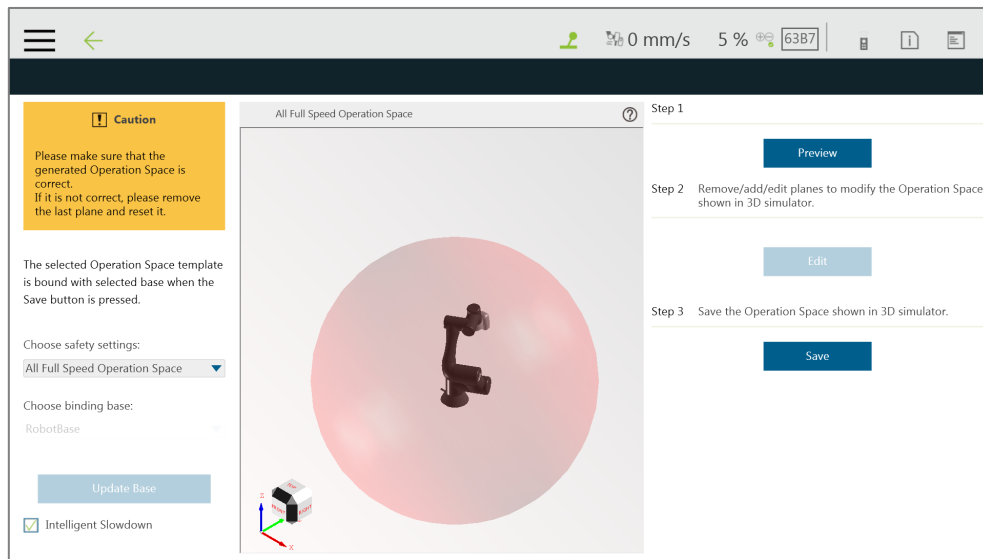 0 mm/s 5 % 63B7
Caution
Please make sure that the
generated Operation Space is
correct.
If it is not correct, please remove
the last plane and reset it.
The selected Operation Space template
is bound with selected base when the
Save button is pressed.
Choose safety settings:
All Full Speed Operation Space
Choose binding base:
RobotBase
Update Base
Intelligent Slowdown
All Full Speed Operation Space
TOP
FRONT
RIGHT
Z
X
Step 1
Preview
Step 2 Remove/add/edit planes to modify the Operation Space
shown in 3D simulator.
Edit
Step 3 Save the Operation Space shown in 3D simulator.
Save